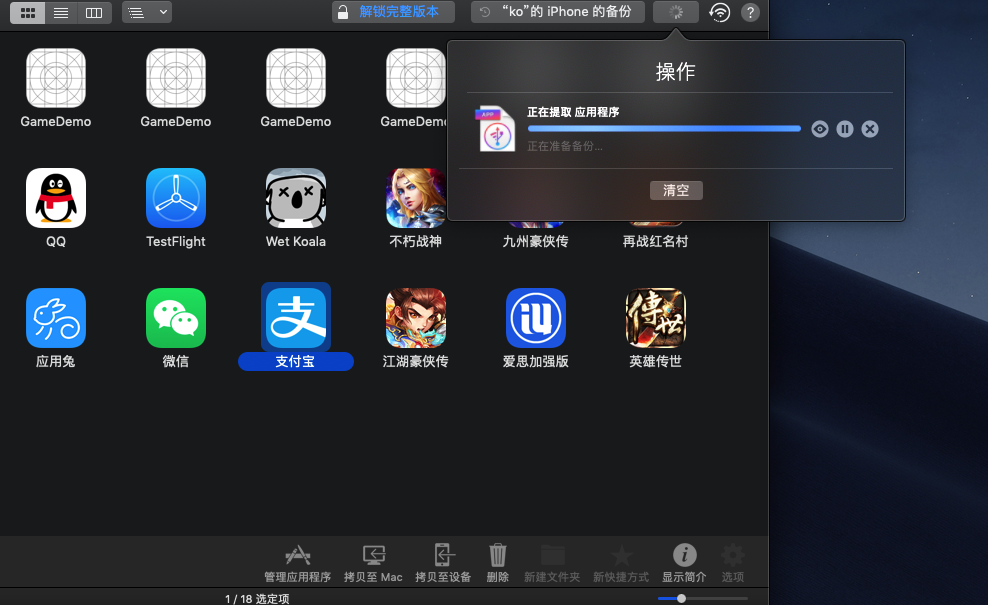 解锁完整版本
“ko”的 iPhone 的备份
?
操作
APP
正在提取 应用程序
正在准备备份...
清空
GameDemo
GameDemo
GameDemo
GameDemo
QQ
TestFlight
Wet Koala
不朽战神
九州豪侠传
再战红名村
支
傳世
应用兔
微信
支付宝
江湖豪侠传
爱思加强版
英雄传世
管理应用程序
拷贝至 Mac
拷贝至设备
删除
新建文件夹
新快捷方式
显示简介
选项
1 / 18 选定项